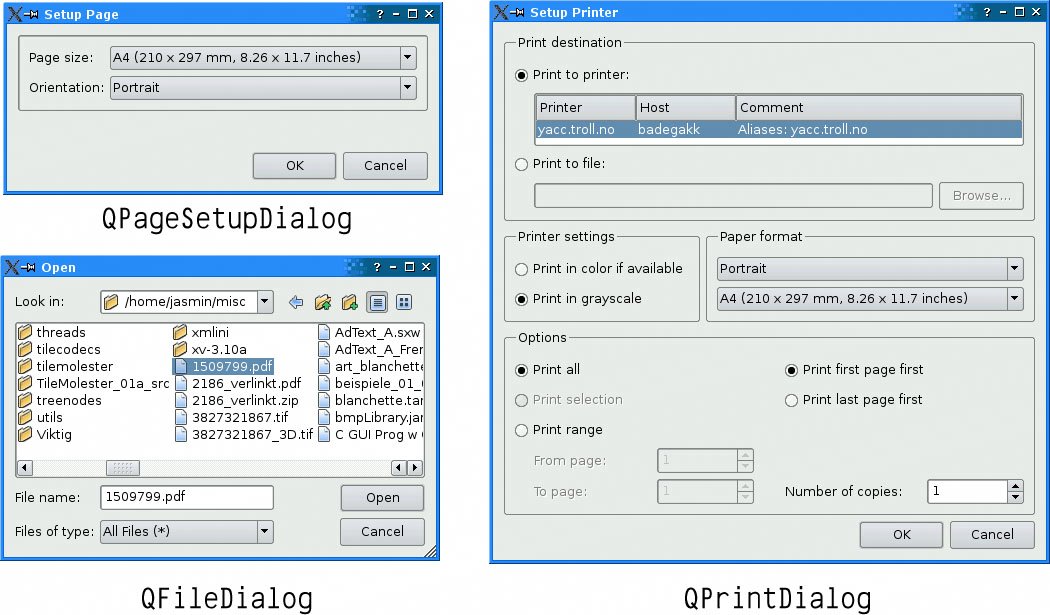 Setup Page
Page size: A4 (210 x 297 mm, 8.26 x 11.7 inches)
Orientation: Portrait
OK Cancel
QPageSetupDialog
Open
Look in: /home/jasmin/misc
threads xmlini AdText_A.sxw
tilecodecs xv-3.10a AdText_A_Frer
tilemolester 1509799.pdf art_blanchette
TileMolester_01a_src 2186_verlinkt.pdf beispiele_01_
treenodes 2186_verlinkt.zip blanchette.tar
utils 3827321867.tif bmpLibrary.jar
Viktig 3827321867_3D.tif C GUI Prog w
File name: 1509799.pdf Open
Files of type: All Files (*) Cancel
QFileDialog
Setup Printer
Print destination
Print to printer:
Printer Host Comment
yacc.troll.no badegakk Aliases: yacc.troll.no
Print to file:
Browse...
Printer settings Paper format
Print in color if available Portrait
Print in grayscale A4 (210 x 297 mm, 8.26 x 11.7 inches)
Options
Print all Print first page first
Print selection Print last page first
Print range
From page: 1
To page: 1 Number of copies: 1
OK Cancel
QPrintDialog